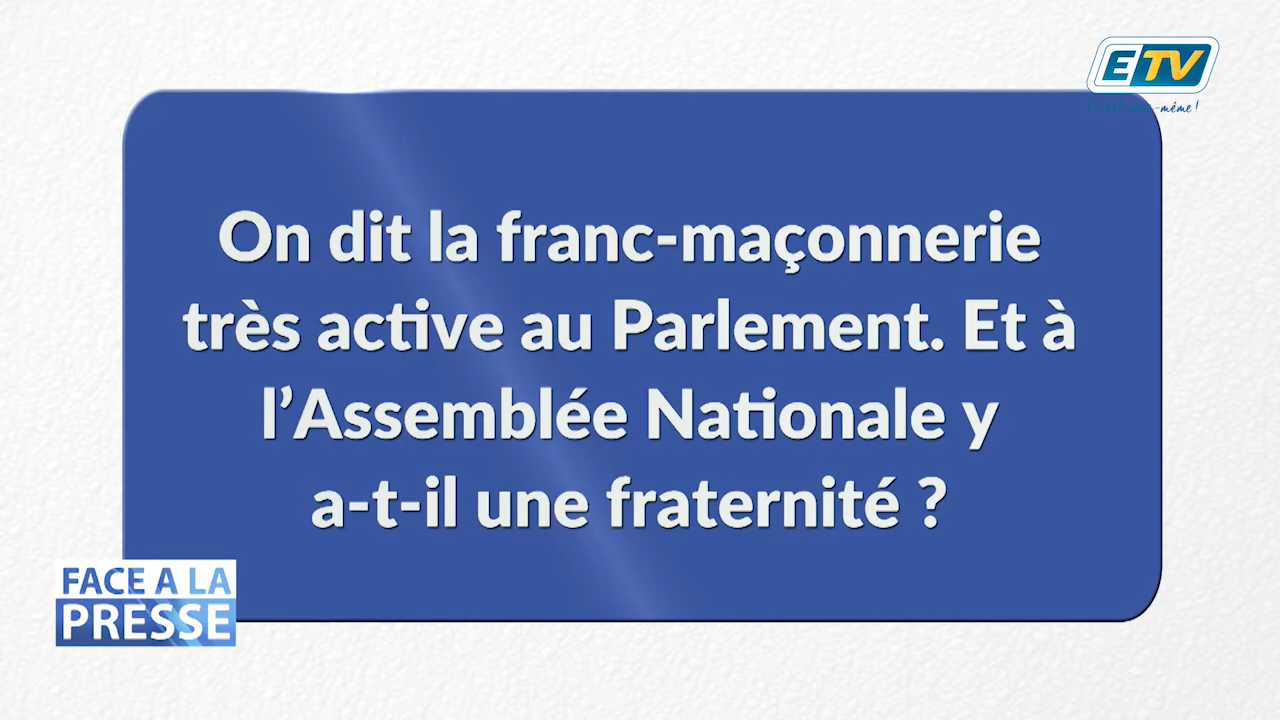 ETV
On dit la franc-maçonnerie
très active au Parlement. Et à
l’Assemblée Nationale y
a-t-il une fraternité ?
FACE A LA
PRESSE